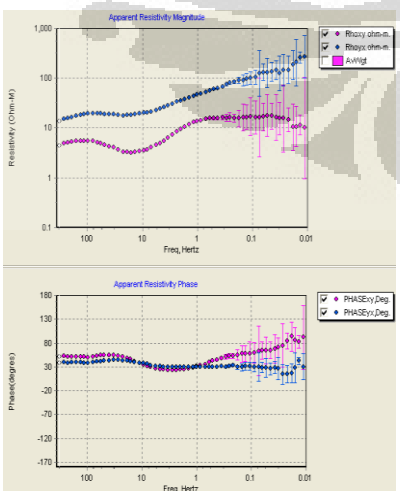 Apparent Resistivity Magnitude
Resistivity (Ohm-M)
1,000
100
10
1
0.1
100
10
1
0.1
0.01
Freq, Hertz
Rhoxy.ohm-m.
Rhoyx.ohm-m.
AvWgt
Apparent Resistivity Phase
Phase(degrees)
180
130
80
30
-20
-70
-120
-170
100
10
1
0.1
0.01
Freq, Hertz
PHASExy,Deg.
PHASEyx,Deg.